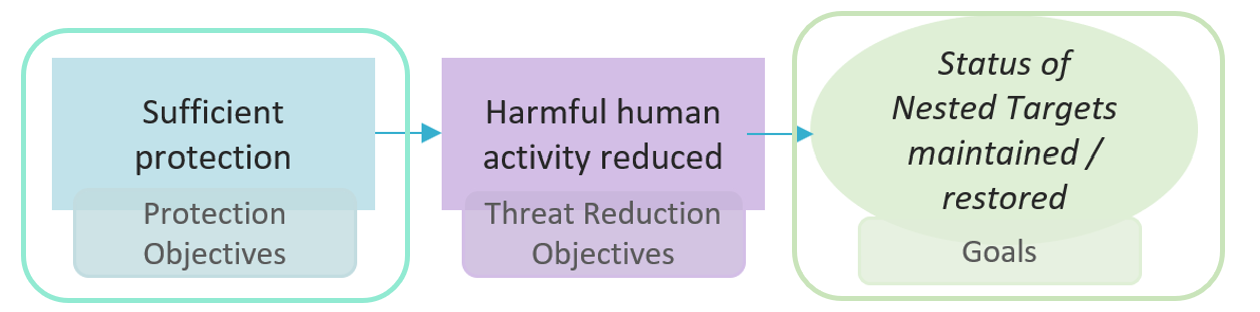 Sufficient
protection
Protection
Objectives
Harmful human
activity reduced
Threat Reduction
Objectives
Status of
Nested Targets
maintained /
restored
Goals